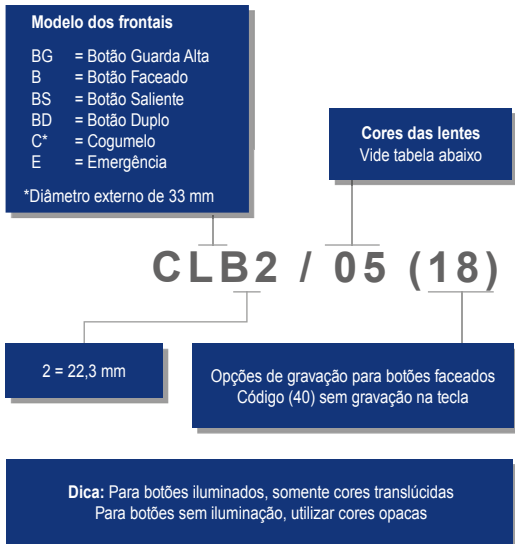 Modelo dos frontais
BG = Botão Guarda Alta
B = Botão Faceado
BS = Botão Saliente
BD = Botão Duplo
C* = Cogumelo
E = Emergência
*Diâmetro externo de 33 mm
Cores das lentes
Vide tabela abaixo
CLB2 / 05 (18)
2 = 22,3 mm
Opções de gravação para botões faceados
Código (40) sem gravação na tecla
Dica: Para botões iluminados, somente cores translúcidas
Para botões sem iluminação, utilizar cores opacas